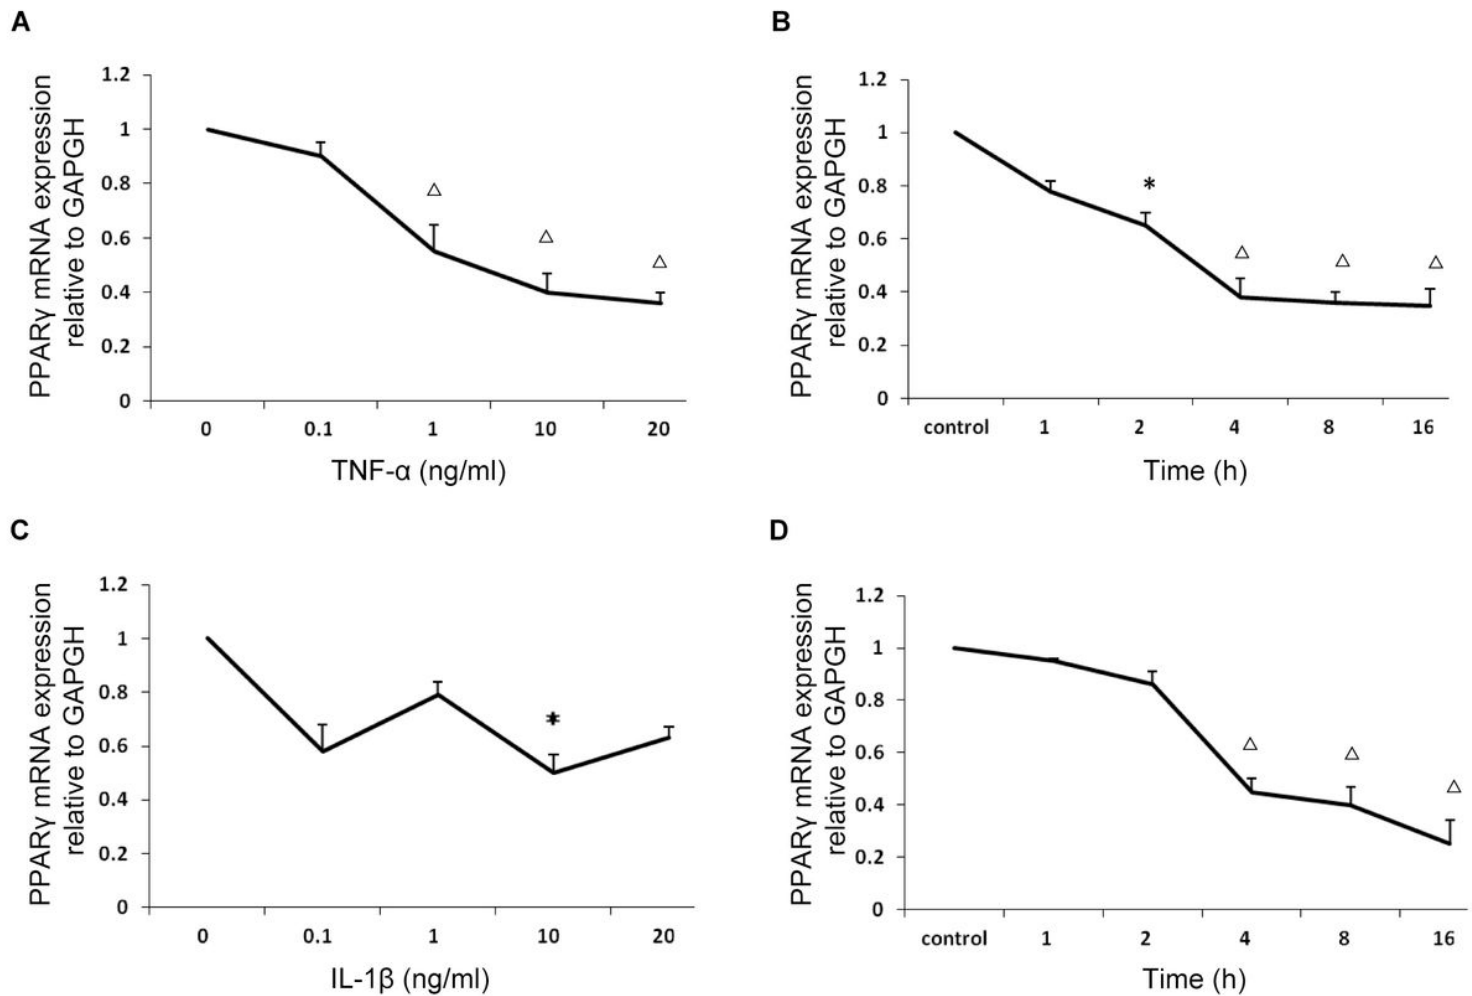 A
PPARγ mRNA expression
relative to GAPGH
1.2
1
0.8
0.6
0.4
0.2
0
△
△
△
0 0.1 1 10 20
TNF-α (ng/ml)
B
PPARγ mRNA expression
relative to GAPGH
1.2
1
0.8
0.6
0.4
0.2
0
*
△
△
△
control 1 2 4 8 16
Time (h)
C
PPARγ mRNA expression
relative to GAPGH
1.2
1
0.8
0.6
0.4
0.2
0
*
0 0.1 1 10 20
IL-1β (ng/ml)
D
PPARγ mRNA expression
relative to GAPGH
1.2
1
0.8
0.6
0.4
0.2
0
△
△
△
control 1 2 4 8 16
Time (h)